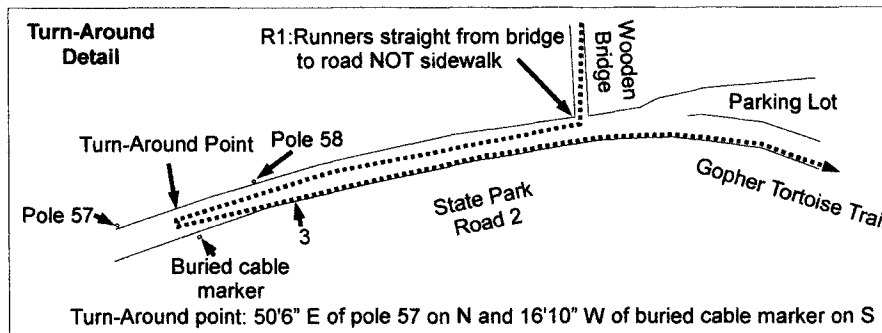 Turn-Around
Detail
R1:Runners straight from bridge
to road NOT sidewalk
Wooden
Bridge
Parking Lot
Turn-Around Point
Pole 58
Gopher Tortoise Trail
Pole 57
State Park
Road 2
3
Buried cable
marker
Turn-Around point: 50'6" E of pole 57 on N and 16'10" W of buried cable marker on S